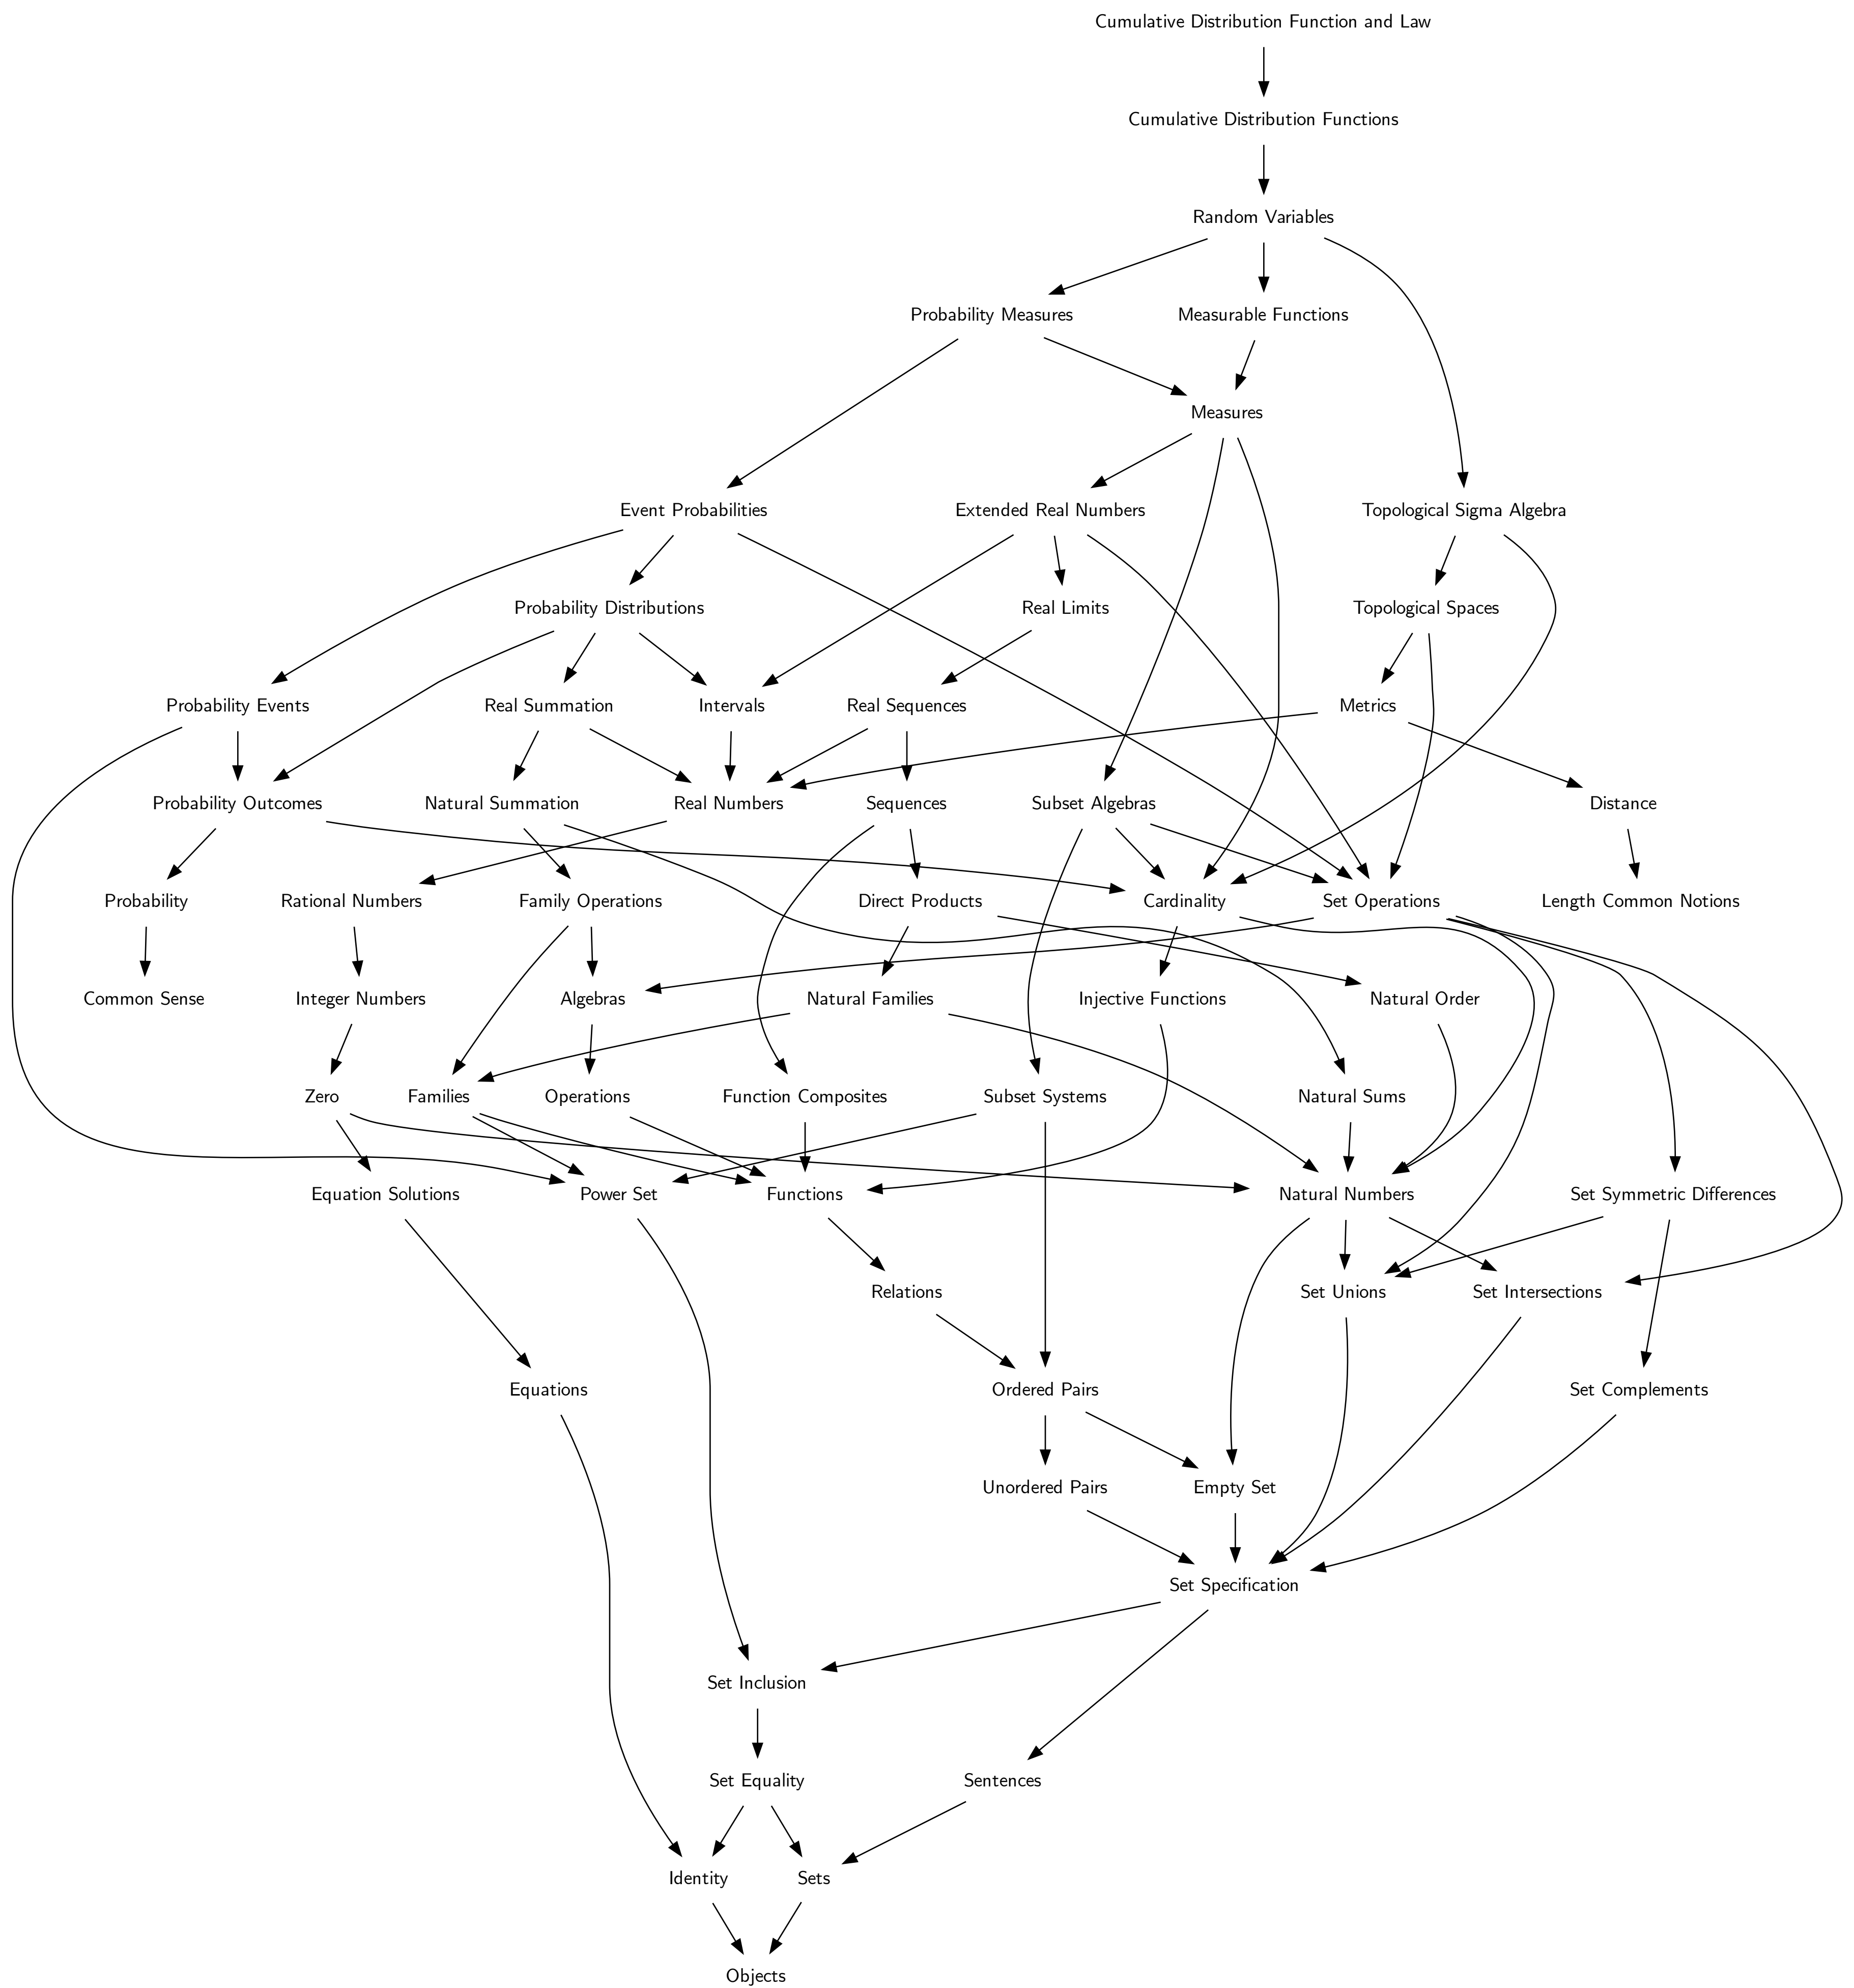 Cumulative Distribution Function and Law
Cumulative Distribution Functions
Random Variables
Probability Measures
Measurable Functions
Measures
Event Probabilities
Extended Real Numbers
Topological Sigma Algebra
Probability Distributions
Real Limits
Topological Spaces
Probability Events
Real Summation
Intervals
Real Sequences
Metrics
Probability Outcomes
Natural Summation
Real Numbers
Sequences
Subset Algebras
Distance
Probability
Rational Numbers
Family Operations
Direct Products
Cardinality
Set Operations
Length Common Notions
Common Sense
Integer Numbers
Algebras
Natural Families
Injective Functions
Natural Order
Zero
Families
Operations
Function Composites
Subset Systems
Natural Sums
Equation Solutions
Power Set
Functions
Natural Numbers
Set Symmetric Differences
Relations
Set Unions
Set Intersections
Equations
Ordered Pairs
Set Complements
Unordered Pairs
Empty Set
Set Specification
Set Inclusion
Set Equality
Sentences
Identity
Sets
Objects